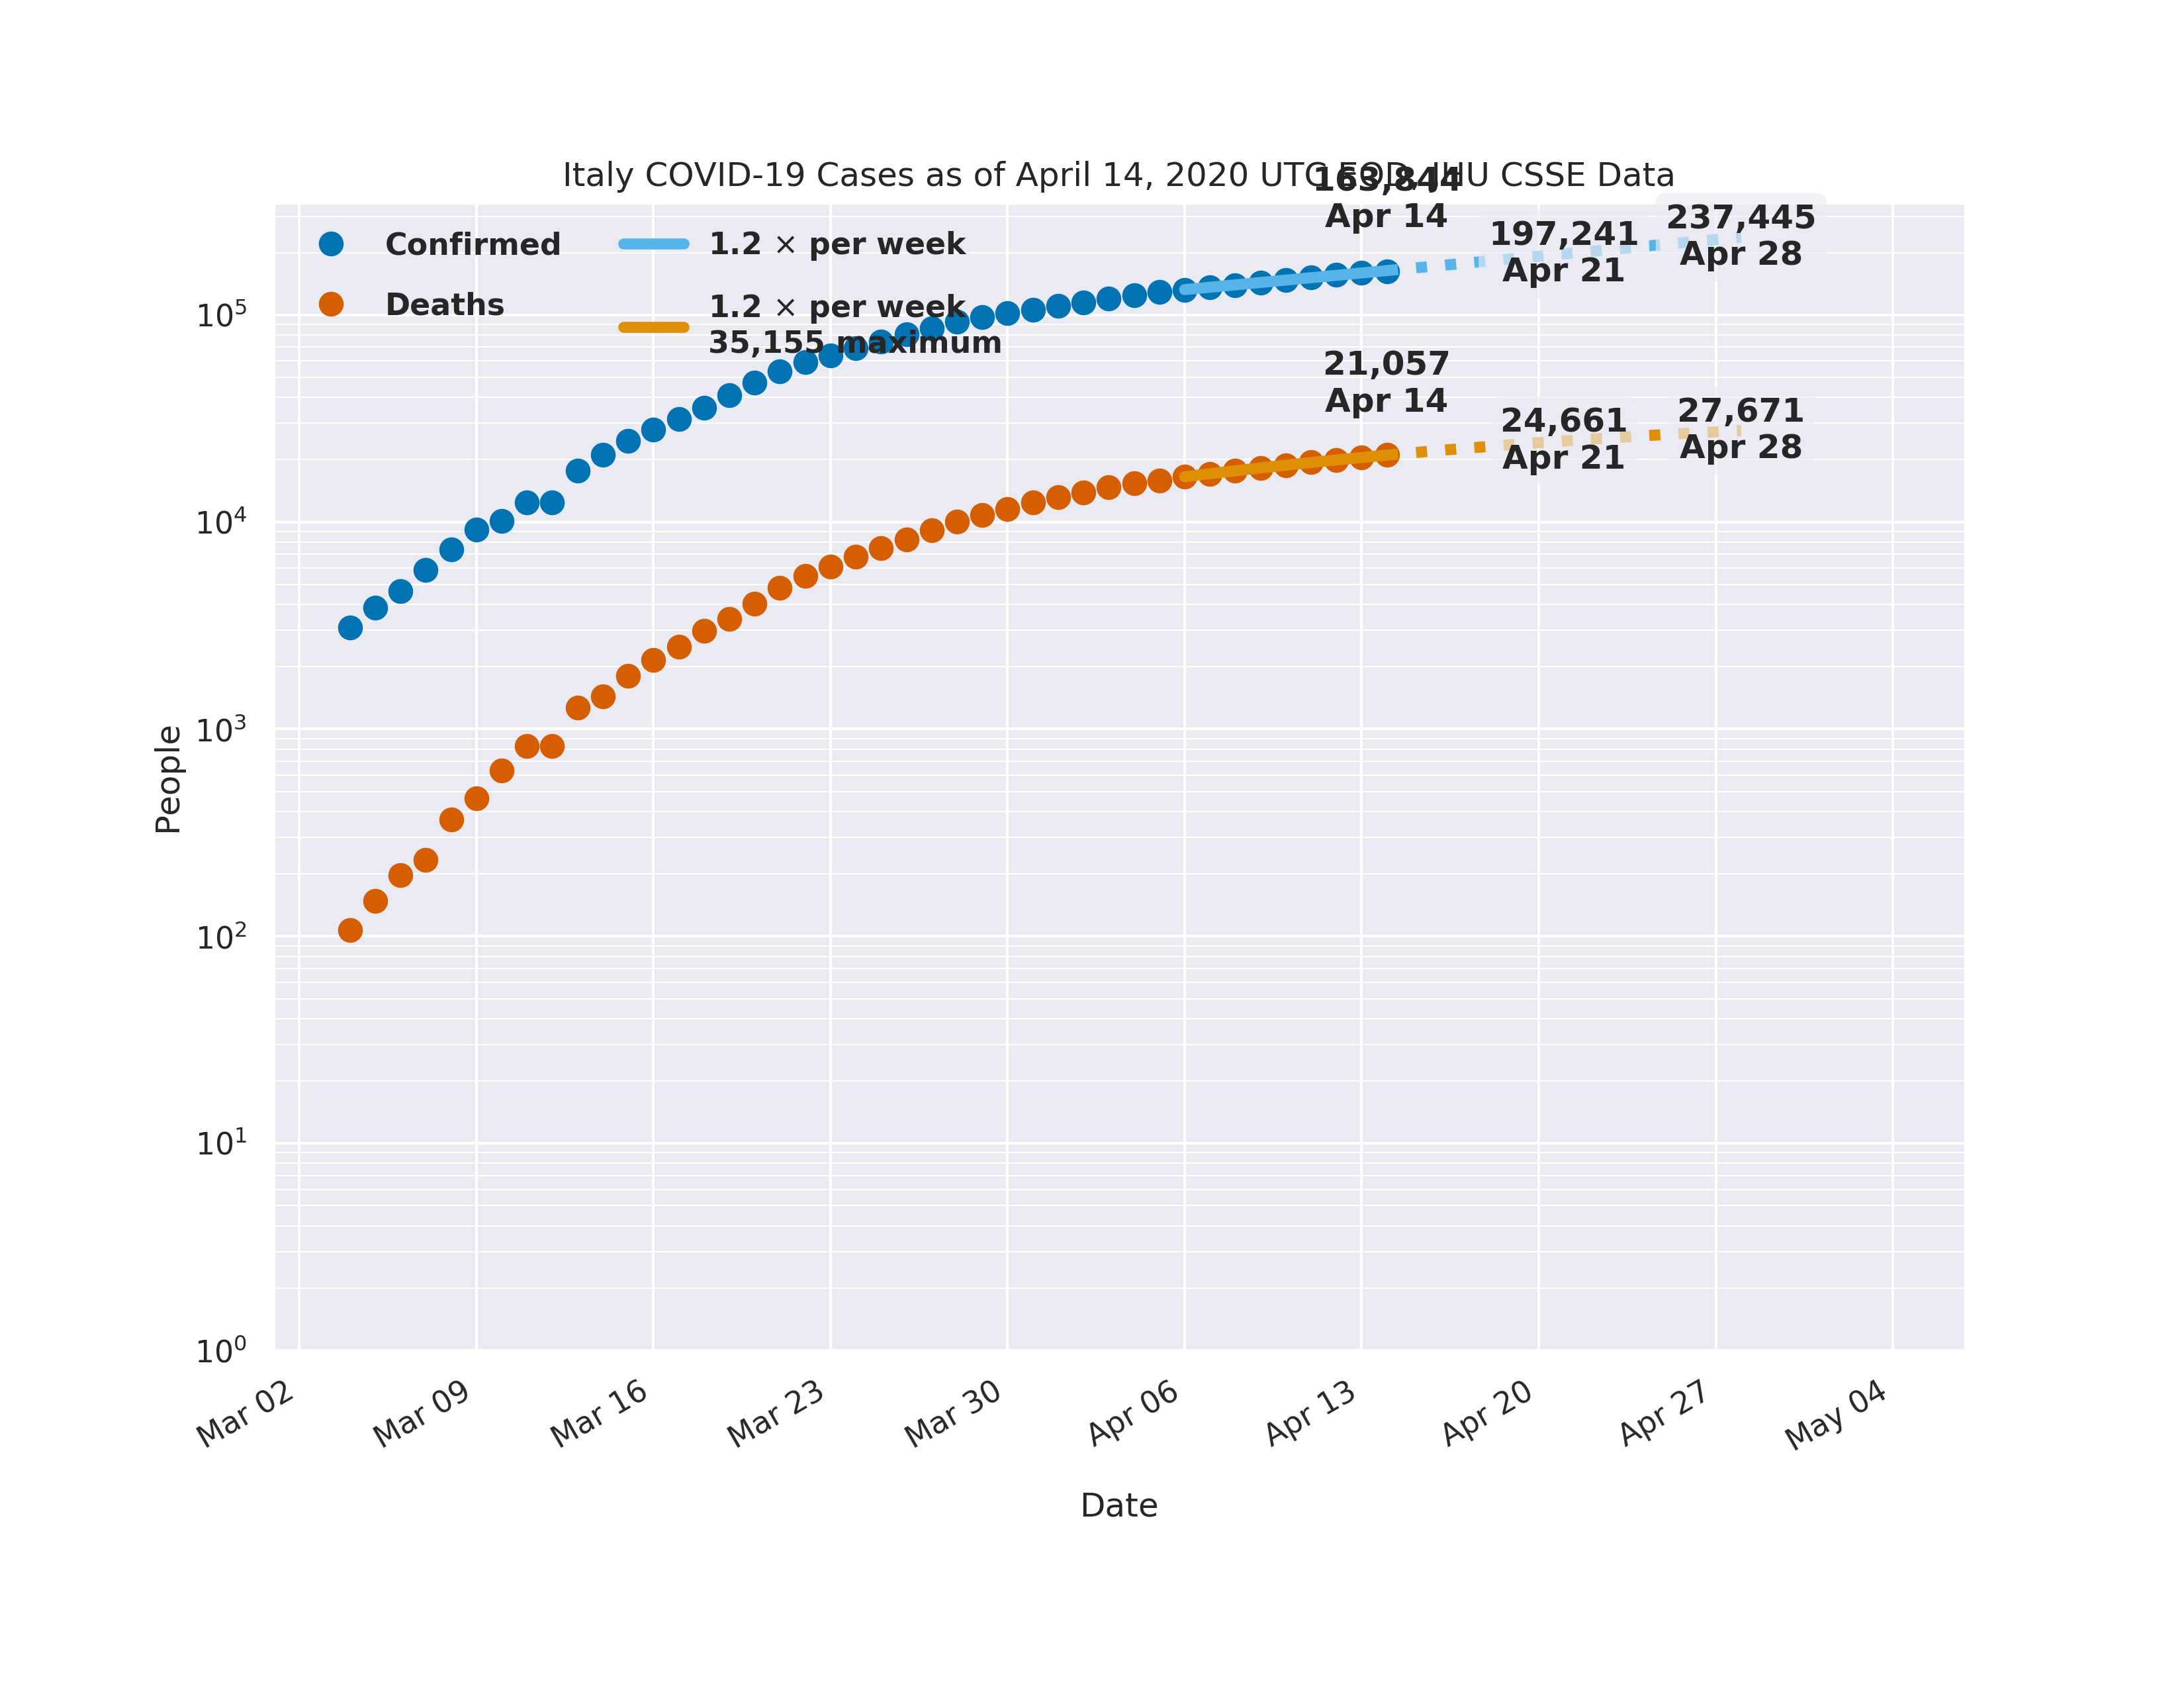 Italy COVID-19 Cases as of April 14, 2020 UTC EOD, JHU CSSE Data
163,844
Apr 14
197,241
Apr 21
237,445
Apr 28
Confirmed
Deaths
1.2 × per week
1.2 × per week
35,155 maximum
21,057
Apr 14
24,661
Apr 21
27,671
Apr 28
People
10⁵
10⁴
10³
10²
10¹
10⁰
Mar 02
Mar 09
Mar 16
Mar 23
Mar 30
Apr 06
Apr 13
Apr 20
Apr 27
May 04
Date